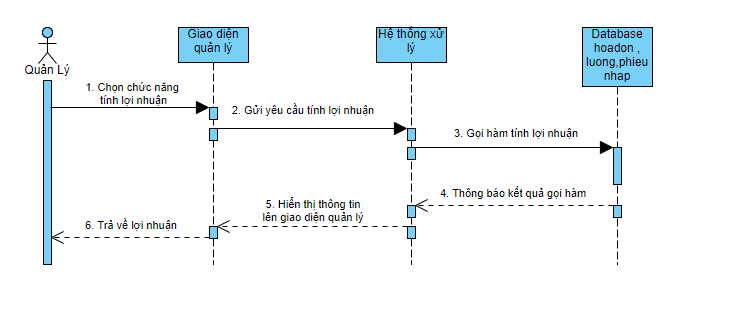 Giao diện
quản lý
Hệ thống xử
lý
Database
hoadon ,
luong,phieu
nhap
Quản Lý
1. Chọn chức năng
tính lợi nhuận
2. Gửi yêu cầu tính lợi nhuận
3. Gọi hàm tính lợi nhuận
4. Thông báo kết quả gọi hàm
5. Hiển thị thông tin
lên giao diện quản lý
6. Trả về lợi nhuận